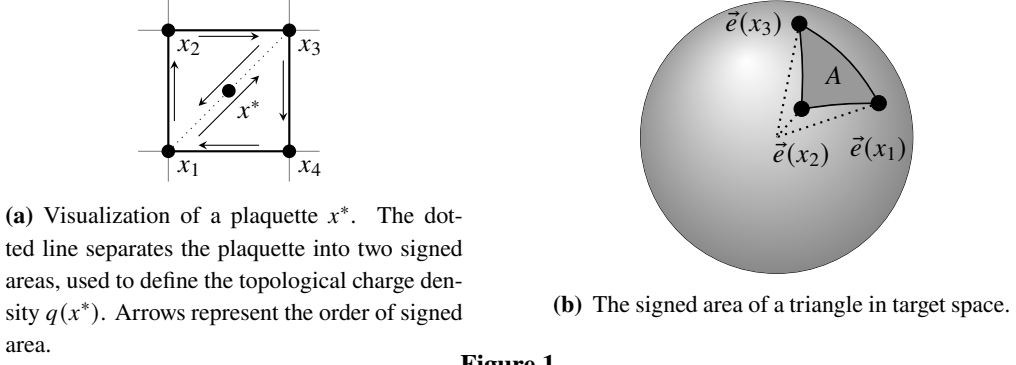 x₂ x₃
x*
x₁ x₄
(a) Visualization of a plaquette x*. The dot-
ted line separates the plaquette into two signed
areas, used to define the topological charge den-
sity q(x*). Arrows represent the order of signed
area.
e⃗(x₃)
A
e⃗(x₂) e⃗(x₁)
(b) The signed area of a triangle in target space.
Figure 1